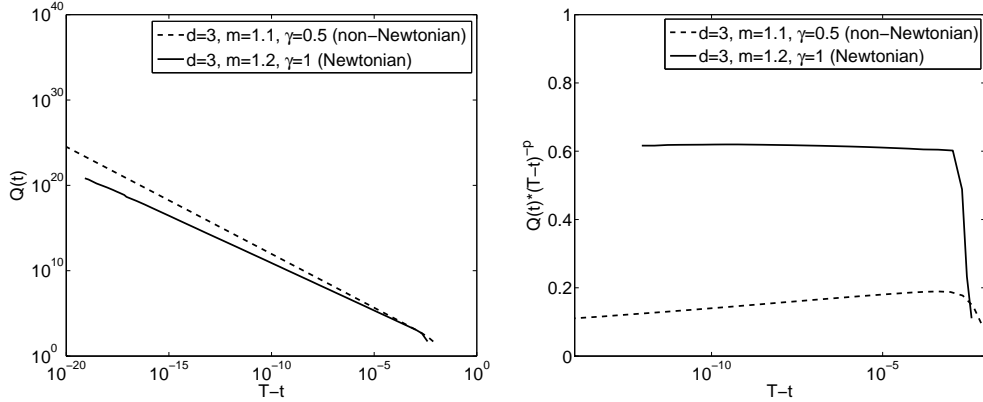 d=3, m=1.1, γ=0.5 (non−Newtonian)
d=3, m=1.2, γ=1 (Newtonian)
10^40
10^30
10^20
10^10
10^0
Q(t)
10^−20
10^−15
10^−10
10^−5
10^0
T−t
d=3, m=1.1, γ=0.5 (non−Newtonian)
d=3, m=1.2, γ=1 (Newtonian)
1
0.8
0.6
0.4
0.2
0
Q(t)*(T−t)^−p
10^−10
10^−5
T−t